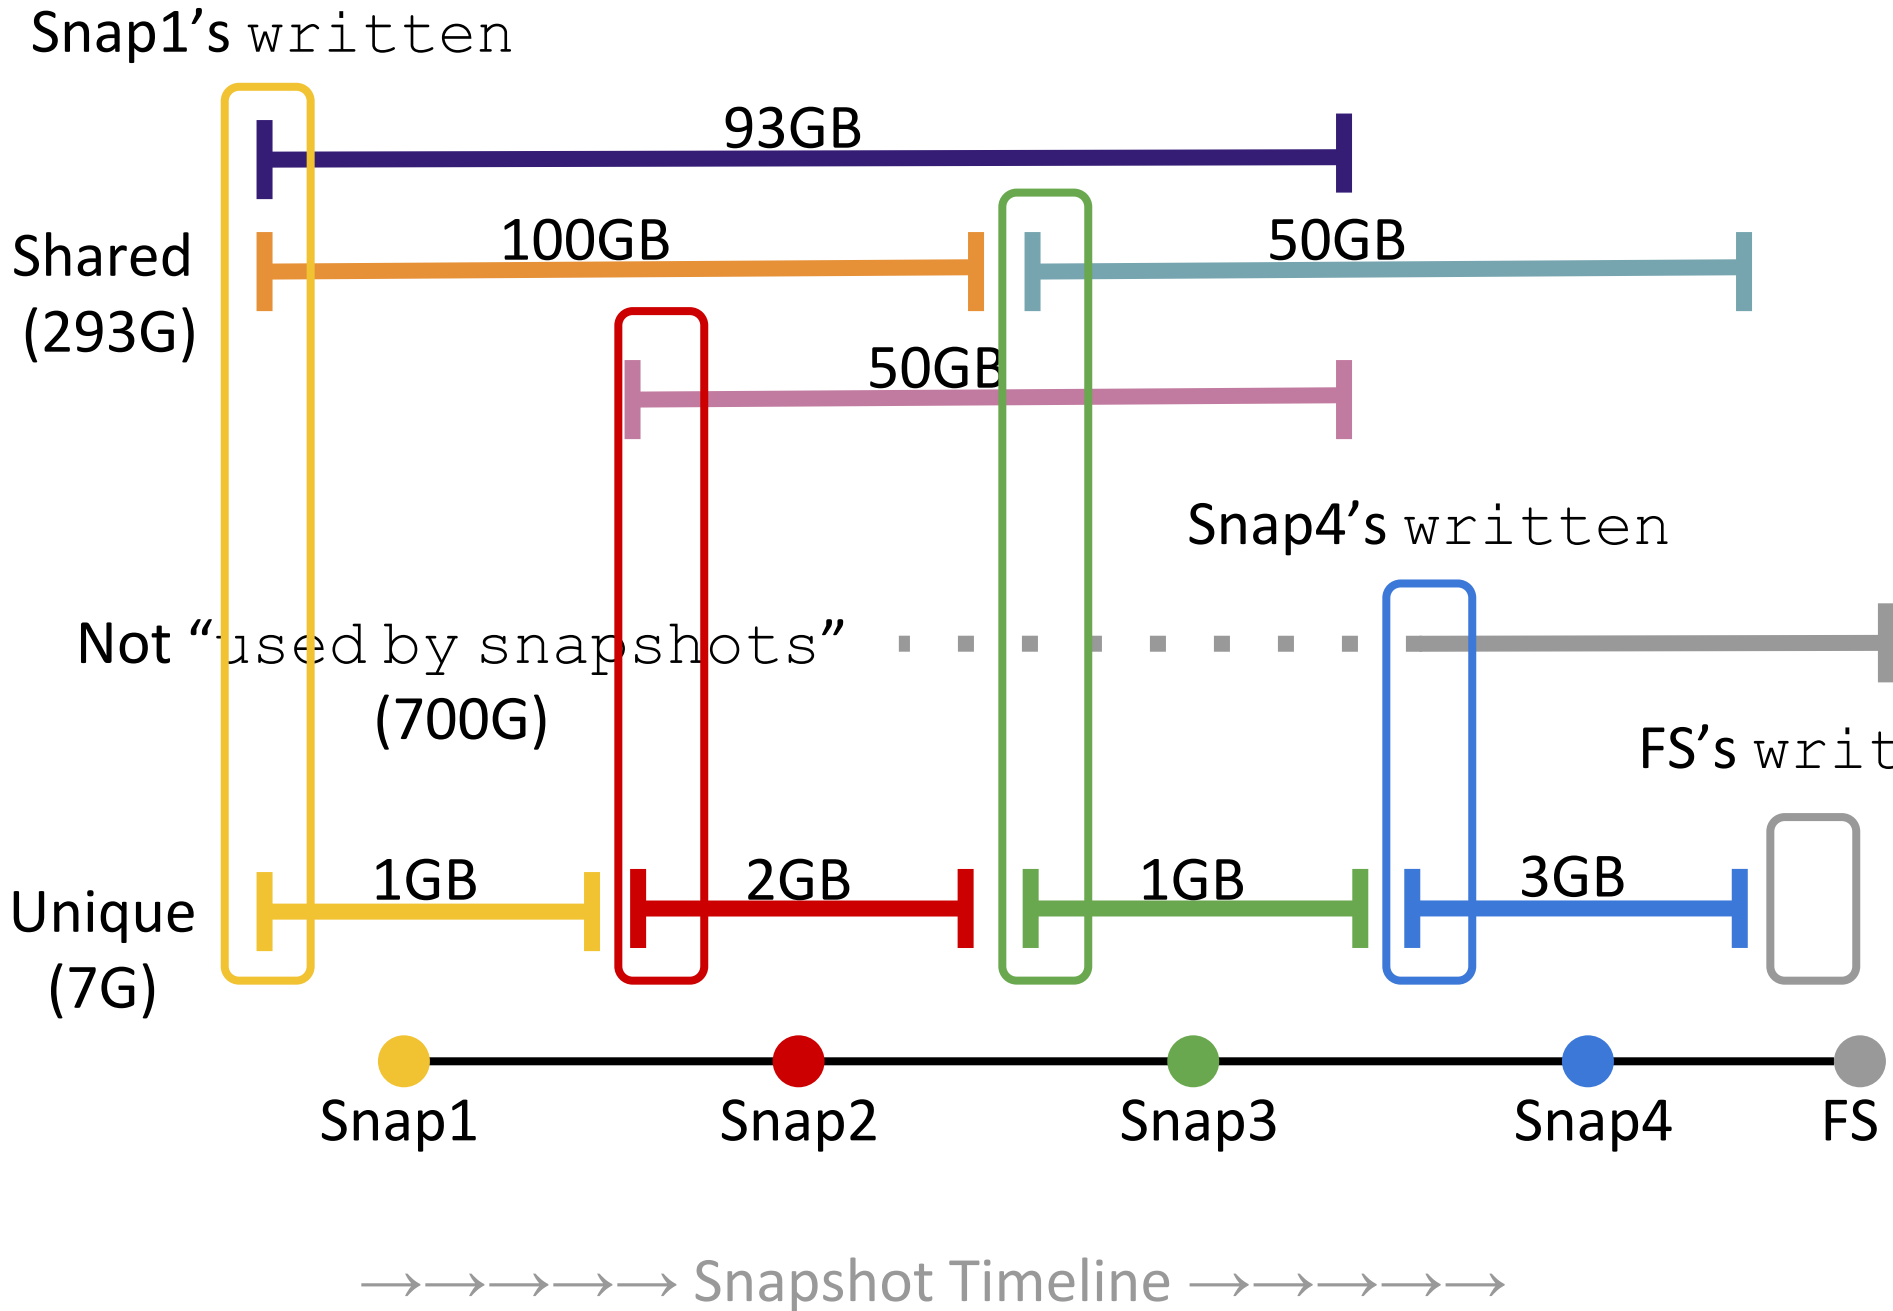 Snap1’s written
93GB
100GB
50GB
Shared
(293G)
50GB
Snap4’s written
Not “used by snapshots”
(700G)
FS’s writ
1GB
2GB
1GB
3GB
Unique
(7G)
Snap1
Snap2
Snap3
Snap4
FS
→→→→→ Snapshot Timeline →→→→→